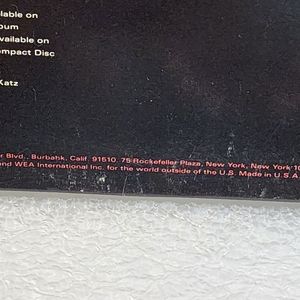 ilable on
bum
vailable on
ompact Disc
Katz
r Blvd., Burbank, Calif. 91510. 75 Rockefeller Plaza, New York, New York 10
and WEA International Inc. for the world outside of the U.S. Made in U.S.A